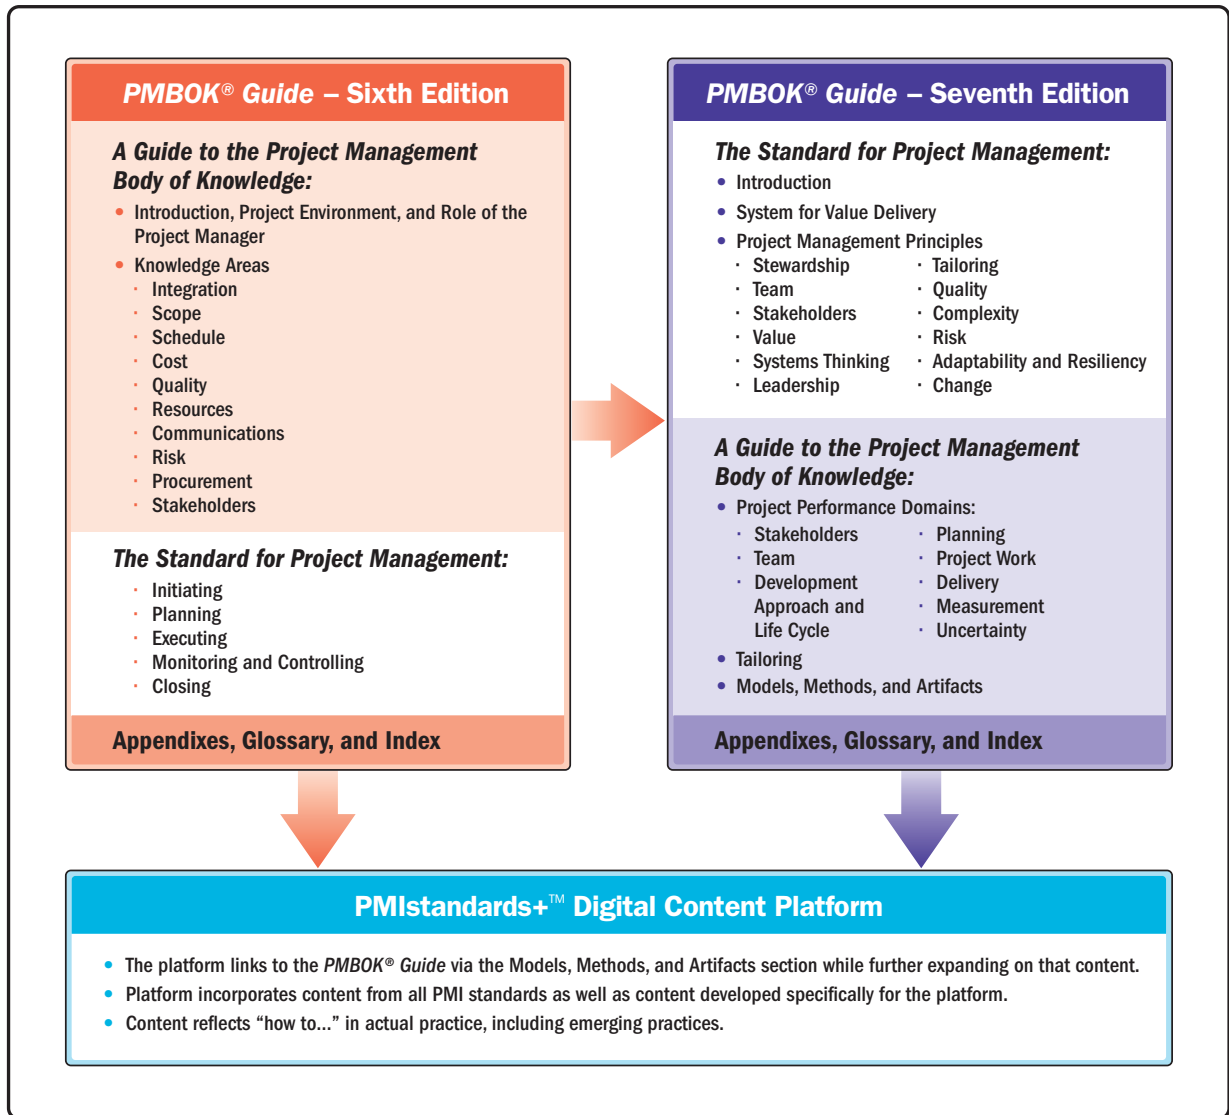 PMBOK® Guide – Sixth Edition
A Guide to the Project Management
Body of Knowledge:
• Introduction, Project Environment, and Role of the
Project Manager
• Knowledge Areas
· Integration
· Scope
· Schedule
· Cost
· Quality
· Resources
· Communications
· Risk
· Procurement
· Stakeholders
The Standard for Project Management:
· Initiating
· Planning
· Executing
· Monitoring and Controlling
· Closing
Appendixes, Glossary, and Index
PMBOK® Guide – Seventh Edition
The Standard for Project Management:
• Introduction
• System for Value Delivery
• Project Management Principles
· Stewardship
· Team
· Stakeholders
· Value
· Systems Thinking
· Leadership
· Tailoring
· Quality
· Complexity
· Risk
· Adaptability and Resiliency
· Change
A Guide to the Project Management
Body of Knowledge:
• Project Performance Domains:
· Stakeholders
· Team
· Development
Approach and
Life Cycle
· Planning
· Project Work
· Delivery
· Measurement
· Uncertainty
• Tailoring
• Models, Methods, and Artifacts
Appendixes, Glossary, and Index
PMIstandards+™ Digital Content Platform
• The platform links to the PMBOK® Guide via the Models, Methods, and Artifacts section while further expanding on that content.
• Platform incorporates content from all PMI standards as well as content developed specifically for the platform.
• Content reflects “how to...” in actual practice, including emerging practices.